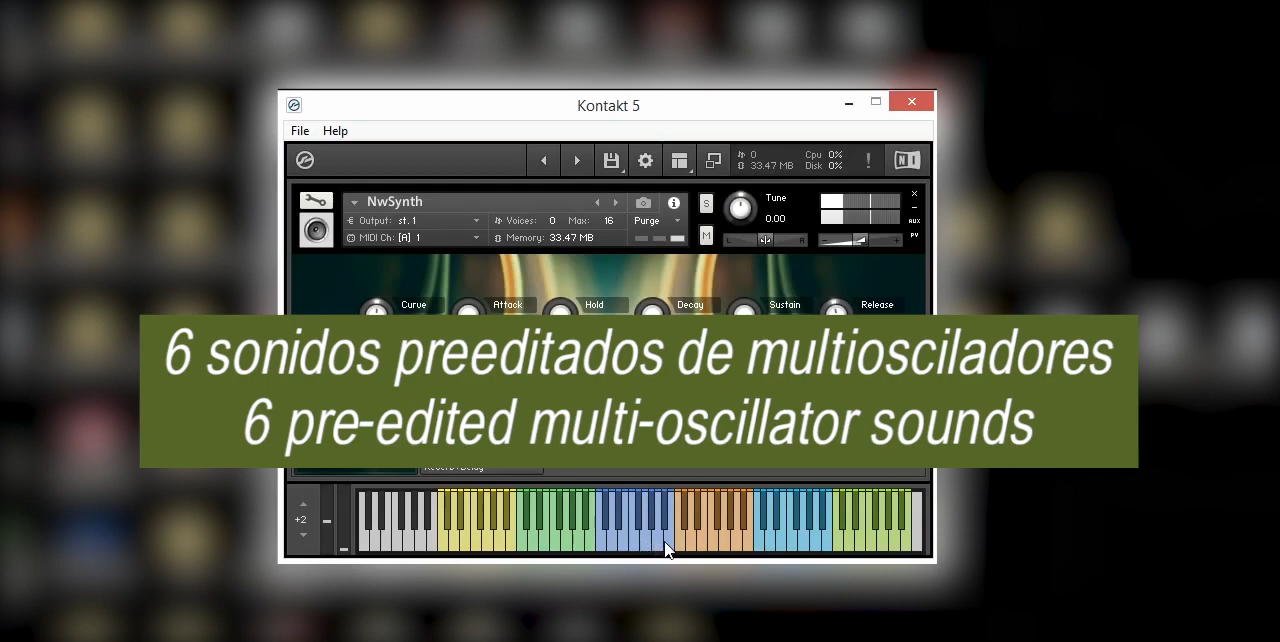 Kontakt 5
File Help
0 Cpu 0%
33.47 MB Disk 0% !
NwSynth
S Tune
Output: st. 1 Voices: 0 Max: 16 Purge 0.00
MIDI Ch: [A] 1 Memory: 33.47 MB M
L R - +
x
-
AUX
PV
Curve Attack Hold Decay Sustain Release
6 sonidos preeditados de multiosciladores
6 pre-edited multi-oscillator sounds
+2